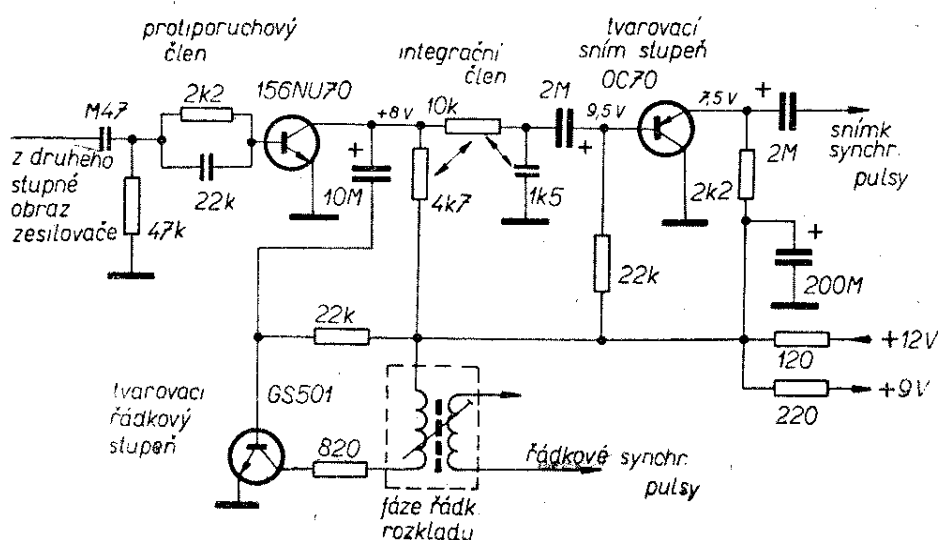 protiporuchový
člen
M47
2k2
22k
156NU70
z druhého
stupně
obraz
zesilovače
47k
+
10M
+8V
integrační
člen
10k
4k7
1k5
2M
+
9,5V
tvarovací
sním stupeň
OC70
7,5V
+
2M
snímk
synchr.
pulsy
2k2
22k
+
200M
22k
120
+12V
220
+9V
tvarovací
řádkový
stupeň
GS501
820
fáze řádk.
rozkladu
řádkové synchr.
pulsy